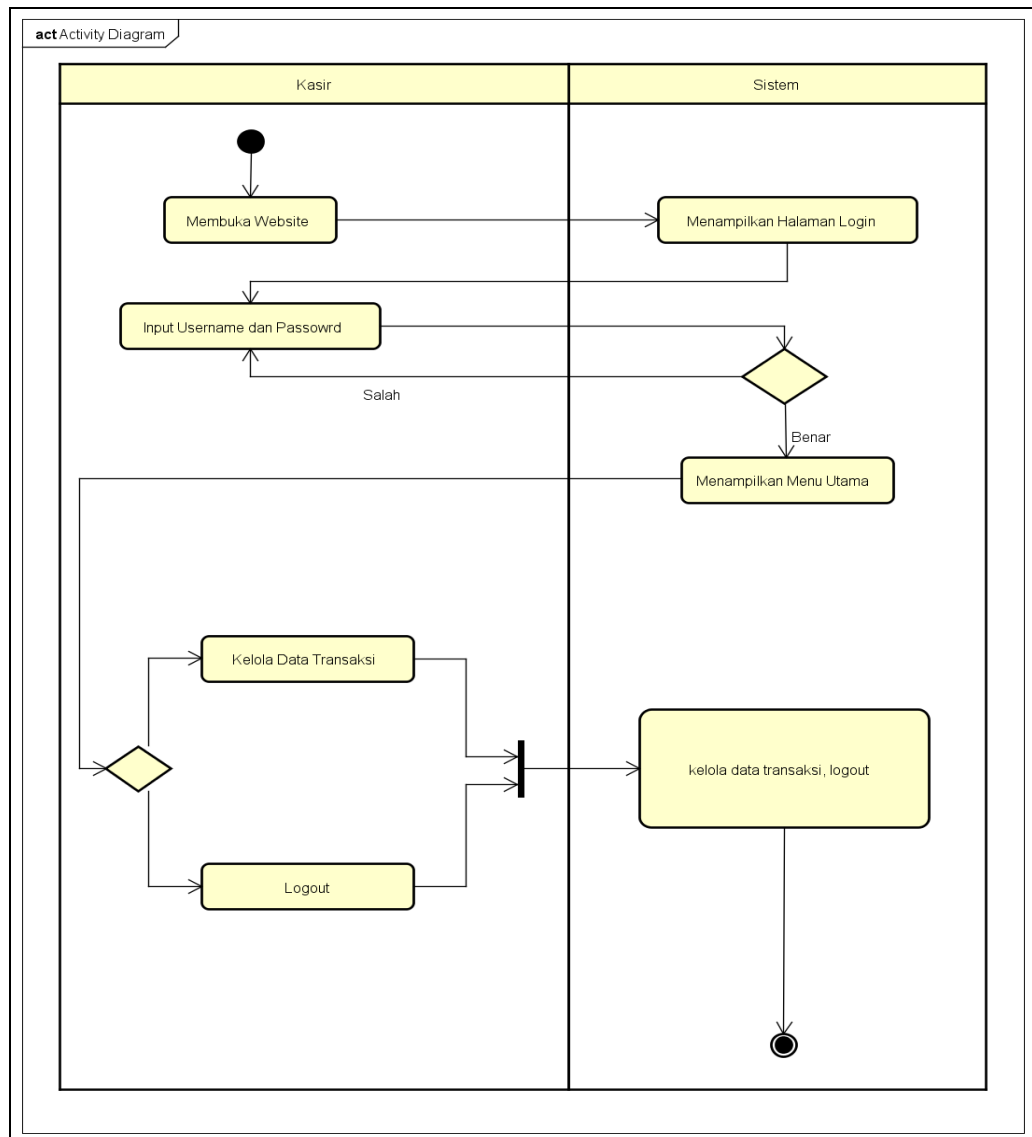 act Activity Diagram
Kasir
Sistem
Membuka Website
Menampilkan Halaman Login
Input Username dan Passowrd
Salah
Benar
Menampilkan Menu Utama
Kelola Data Transaksi
kelola data transaksi, logout
Logout